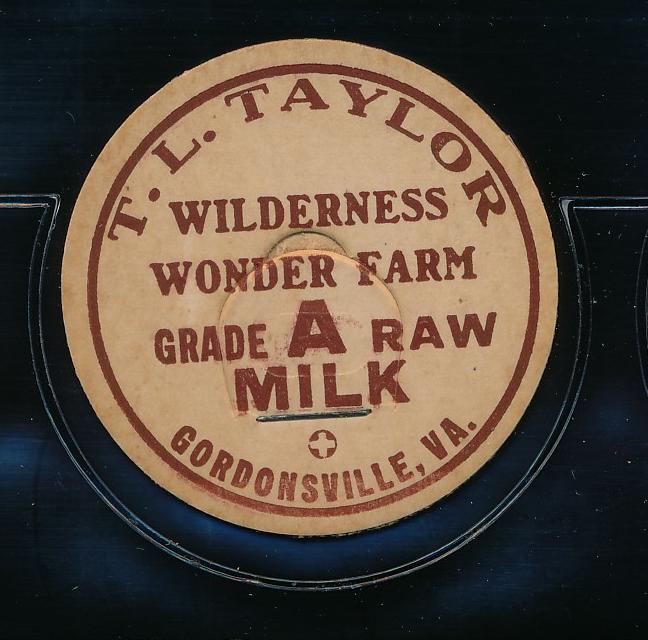 T. L. TAYLOR
WILDERNESS
WONDER FARM
GRADE A RAW
MILK
GORDONSVILLE, VA.